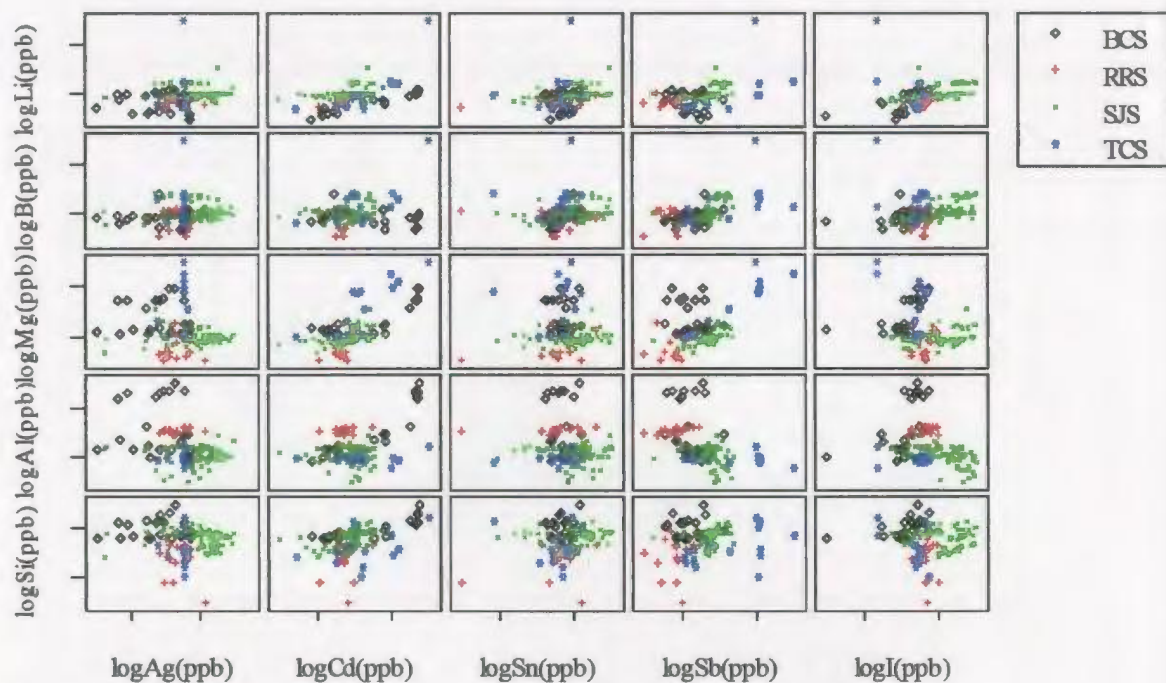 BCS
RRS
SJS
TCS
logLi(ppb)
logB(ppb)
logMg(ppb)
logAl(ppb)
logSi(ppb)
logAg(ppb)
logCd(ppb)
logSn(ppb)
logSb(ppb)
logI(ppb)